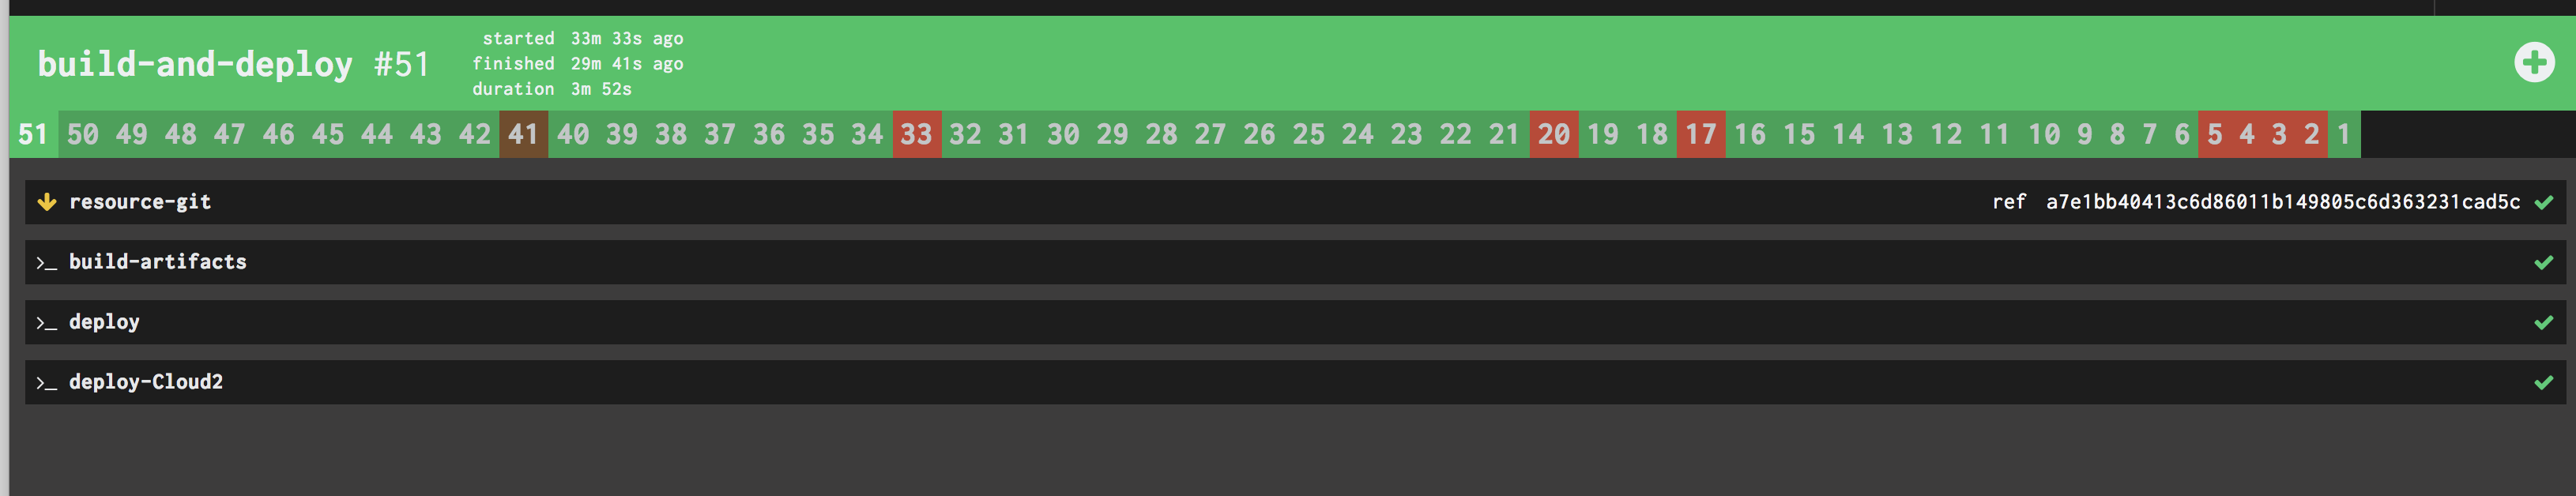 build-and-deploy #51
started 33m 33s ago
finished 29m 41s ago
duration 3m 52s
51 50 49 48 47 46 45 44 43 42 41 40 39 38 37 36 35 34 33 32 31 30 29 28 27 26 25 24 23 22 21 20 19 18 17 16 15 14 13 12 11 10 9 8 7 6 5 4 3 2 1
resource-git ref a7e1bb40413c6d86011b149805c6d363231cad5c
>_ build-artifacts
>_ deploy
>_ deploy-Cloud2